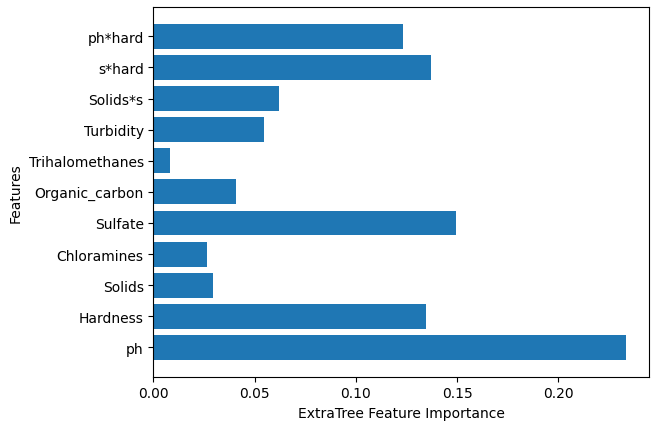 ph*hard
s*hard
Solids*s
Turbidity
Trihalomethanes
Organic_carbon
Sulfate
Chloramines
Solids
Hardness
ph
Features
0.00 0.05 0.10 0.15 0.20
ExtraTree Feature Importance